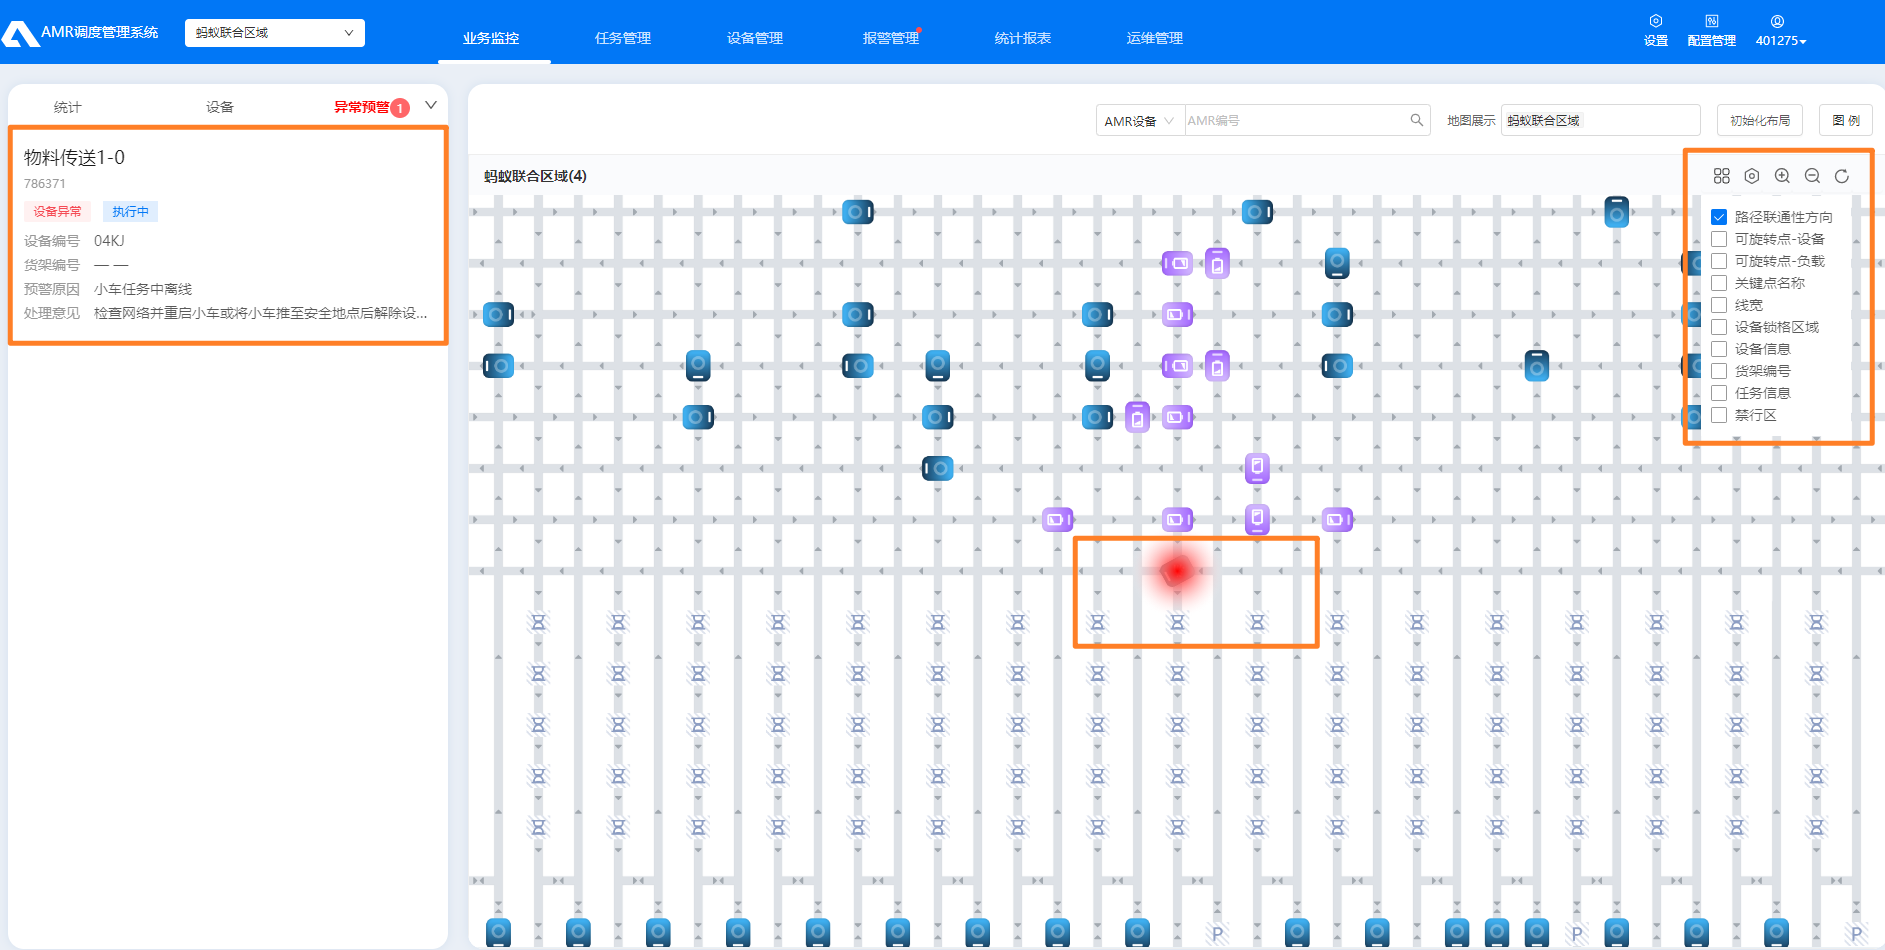 AMR调度管理系统
蚂蚁联合区域
业务监控
任务管理
设备管理
报警管理
统计报表
运维管理
设置
配置管理
401275
统计
设备
异常预警
1
物料传送1-0
786371
设备异常
执行中
设备编号 04KJ
货架编号 — —
预警原因 小车任务中离线
处理意见 检查网络并重启小车或将小车推至安全地点后解除设...
AMR设备
AMR编号
地图展示
蚂蚁联合区域
初始化布局
图 例
蚂蚁联合区域(4)
路径联通性方向
可旋转点-设备
可旋转点-负载
关键点名称
线宽
设备锁格区域
设备信息
货架编号
任务信息
禁行区
P
P
P